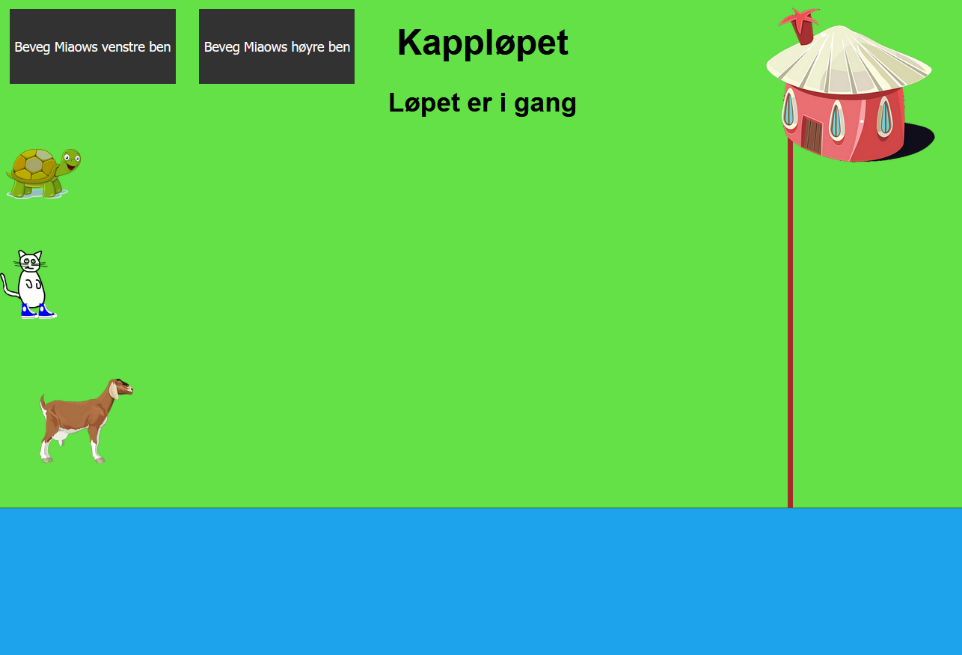 Beveg Miaows venstre ben
Beveg Miaows høyre ben
Kappløpet
Løpet er i gang